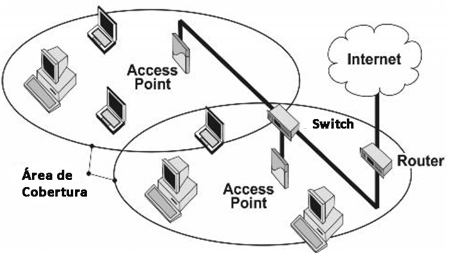 Internet
Access
Point
Switch
Router
Área de
Cobertura
Access
Point